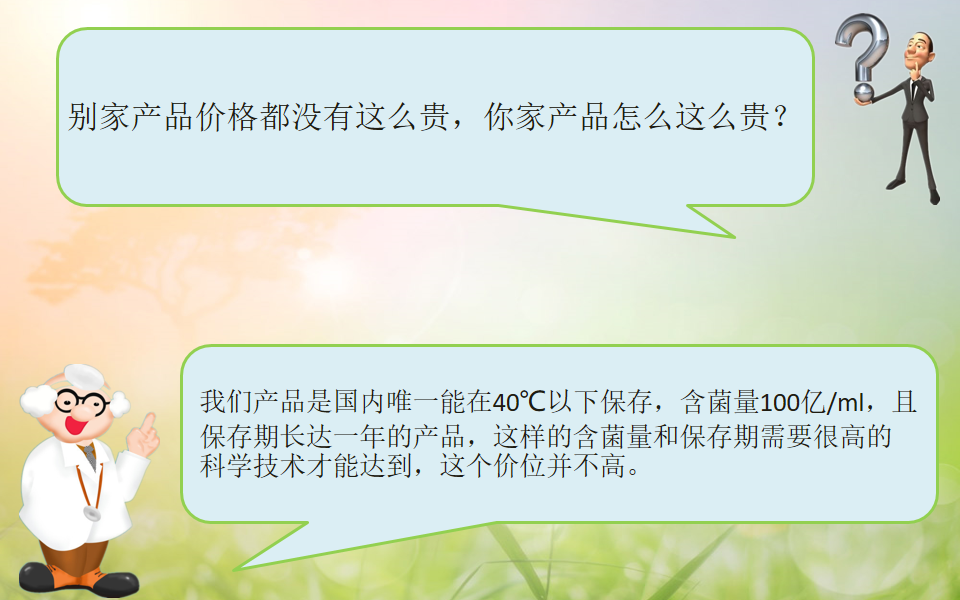 别家产品价格都没有这么贵，你家产品怎么这么贵？
我们产品是国内唯一能在40℃以下保存，含菌量100亿/ml，且
保存期长达一年的产品，这样的含菌量和保存期需要很高的
科学技术才能达到，这个价位并不高。